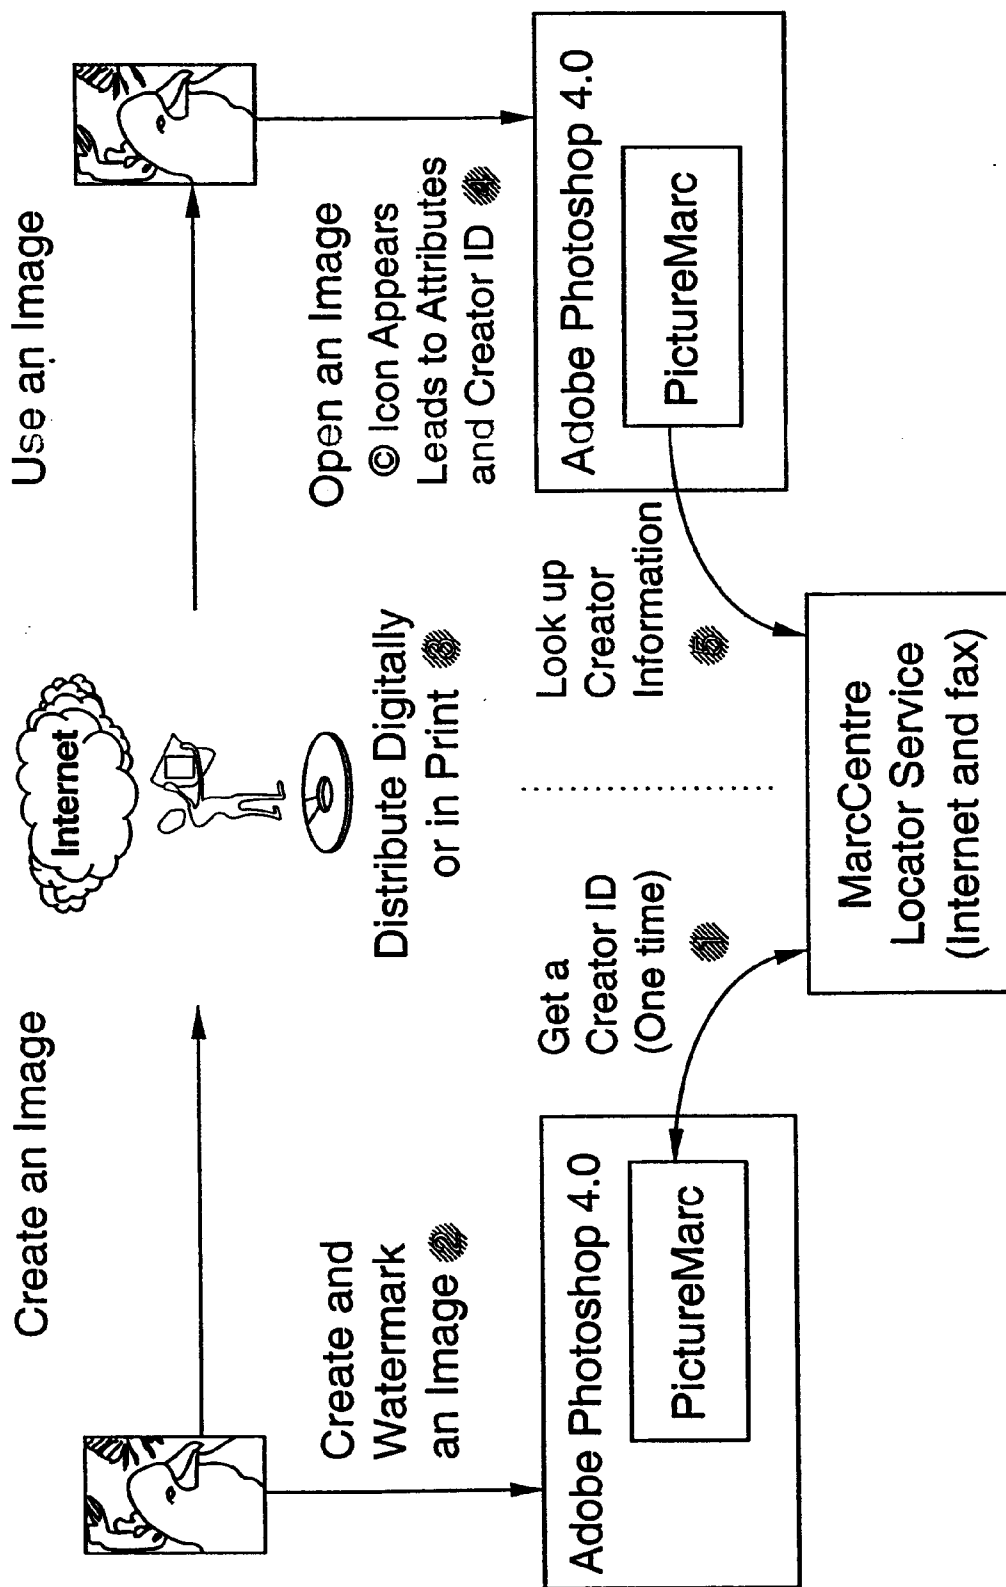 Create an Image
Use an Image
Internet
Create and
Watermark
an Image 2
Distribute Digitally
or in Print 3
Open an Image
© Icon Appears
Leads to Attributes
and Creator ID 4
Adobe Photoshop 4.0
PictureMarc
Get a
Creator ID
(One time)
1
Look up
Creator
Information
5
Adobe Photoshop 4.0
PictureMarc
MarcCentre
Locator Service
(Internet and fax)